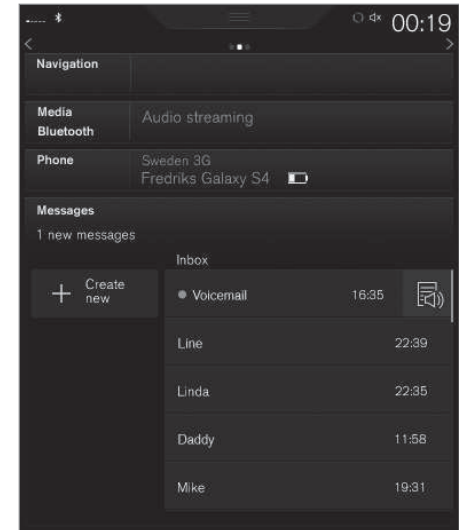 00:19
Navigation
Media
Bluetooth
Audio streaming
Phone
Sweden 3G
Fredriks Galaxy S4
Messages
1 new messages
Inbox
Create
new
Voicemail 16:35
Line 22:39
Linda 22:35
Daddy 11:58
Mike 19:31